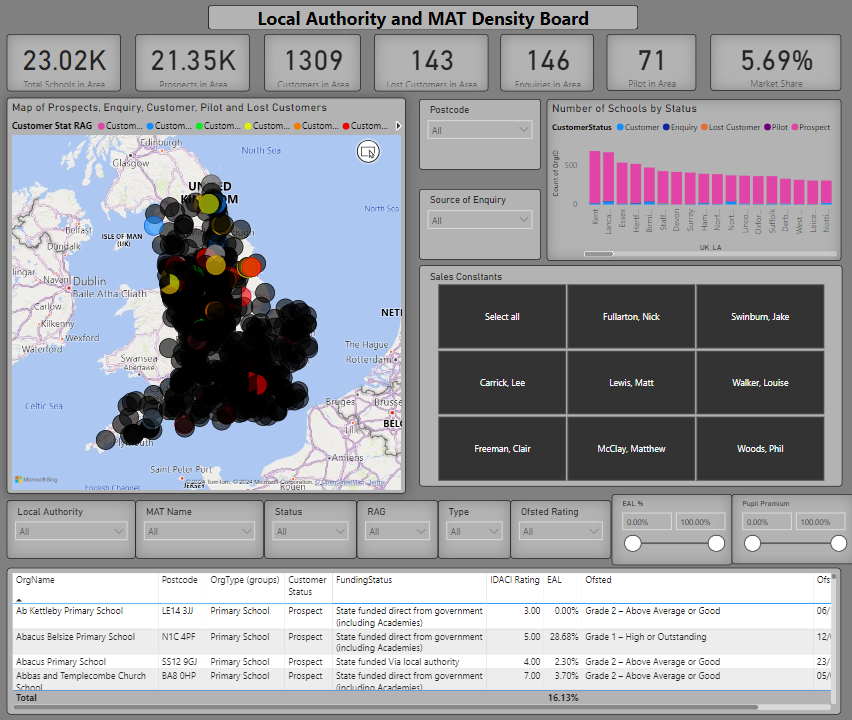 Local Authority and MAT Density Board
23.02K
Total Schools in Area
21.35K
Prospects in Area
1309
Customers in Area
143
Lost Customers in Area
146
Enquiries in Area
71
Pilot in Area
5.69%
Market Share
Map of Prospects, Enquiry, Customer, Pilot and Lost Customers
Customer Stat RAG Custom... Custom... Custom... Custom... Custom... Custom...
Edinburgh
Glasgow
North Sea
UNITED
KINGDOM
North Sea
Belfast
ISLE OF MAN
(UK)
Dundalk
Navan
Dublin
Baile Átha Cliath
Carlow
Kilkenny
Wexford
Waterford
NETI
The Hague
Rotterdam
Swansea
Abertawe
Celtic Sea
Bruges
Brusse
BEL
Lille
Plymouth
Amiens
Saint Peter Port
JERSEY
Rouen
English Channel
Microsoft Bing
© 2024 TomTom, © 2024 Microsoft Corporation, © OpenStreetMap Terms
Postcode
All
Source of Enquiry
All
Number of Schools by Status
CustomerStatus Customer Enquiry Lost Customer Pilot Prospect
Count of OrgID
500
0
Kent
Lanca...
Essex
Hertf...
Birmi...
Staff...
Devon
Surrey
Ham...
Norf...
Nort...
Linco...
Oxfor...
Suffolk
Derb...
West...
Leice...
Notti...
UK_LA
Sales Consltants
Select all
Fullarton, Nick
Swinburn, Jake
Carrick, Lee
Lewis, Matt
Walker, Louise
Freeman, Clair
McClay, Matthew
Woods, Phil
Local Authority
All
MAT Name
All
Status
All
RAG
All
Type
All
Ofsted Rating
All
EAL %
0.00% 100.00%
Pupil Premium
0.00% 100.00%
OrgName Postcode OrgType (groups) Customer Status FundingStatus IDACI Rating EAL Ofsted Ofs
Ab Kettleby Primary School LE14 3JJ Primary School Prospect State funded direct from government (including Academies) 3.00 0.00% Grade 2 – Above Average or Good 06/
Abacus Belsize Primary School N1C 4PF Primary School Prospect State funded direct from government (including Academies) 5.00 28.68% Grade 1 – High or Outstanding 12/
Abacus Primary School SS12 9GJ Primary School Prospect State funded Via local authority 4.00 2.30% Grade 2 – Above Average or Good 23/
Abbas and Templecombe Church School BA8 0HP Primary School Prospect State funded direct from government (including Academies) 7.00 3.70% Grade 2 – Above Average or Good 05/
Total 16.13%